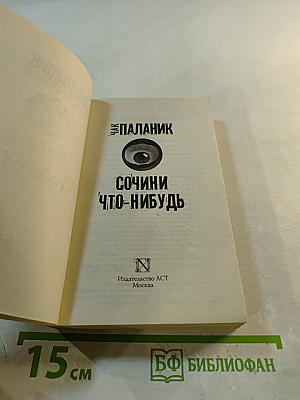 ЧАК ПАЛАНИК
СОЧИНИ
ЧТО-НИБУДЬ
N
Издательство АСТ
Москва
15 см
БФ БИБЛИОФАН